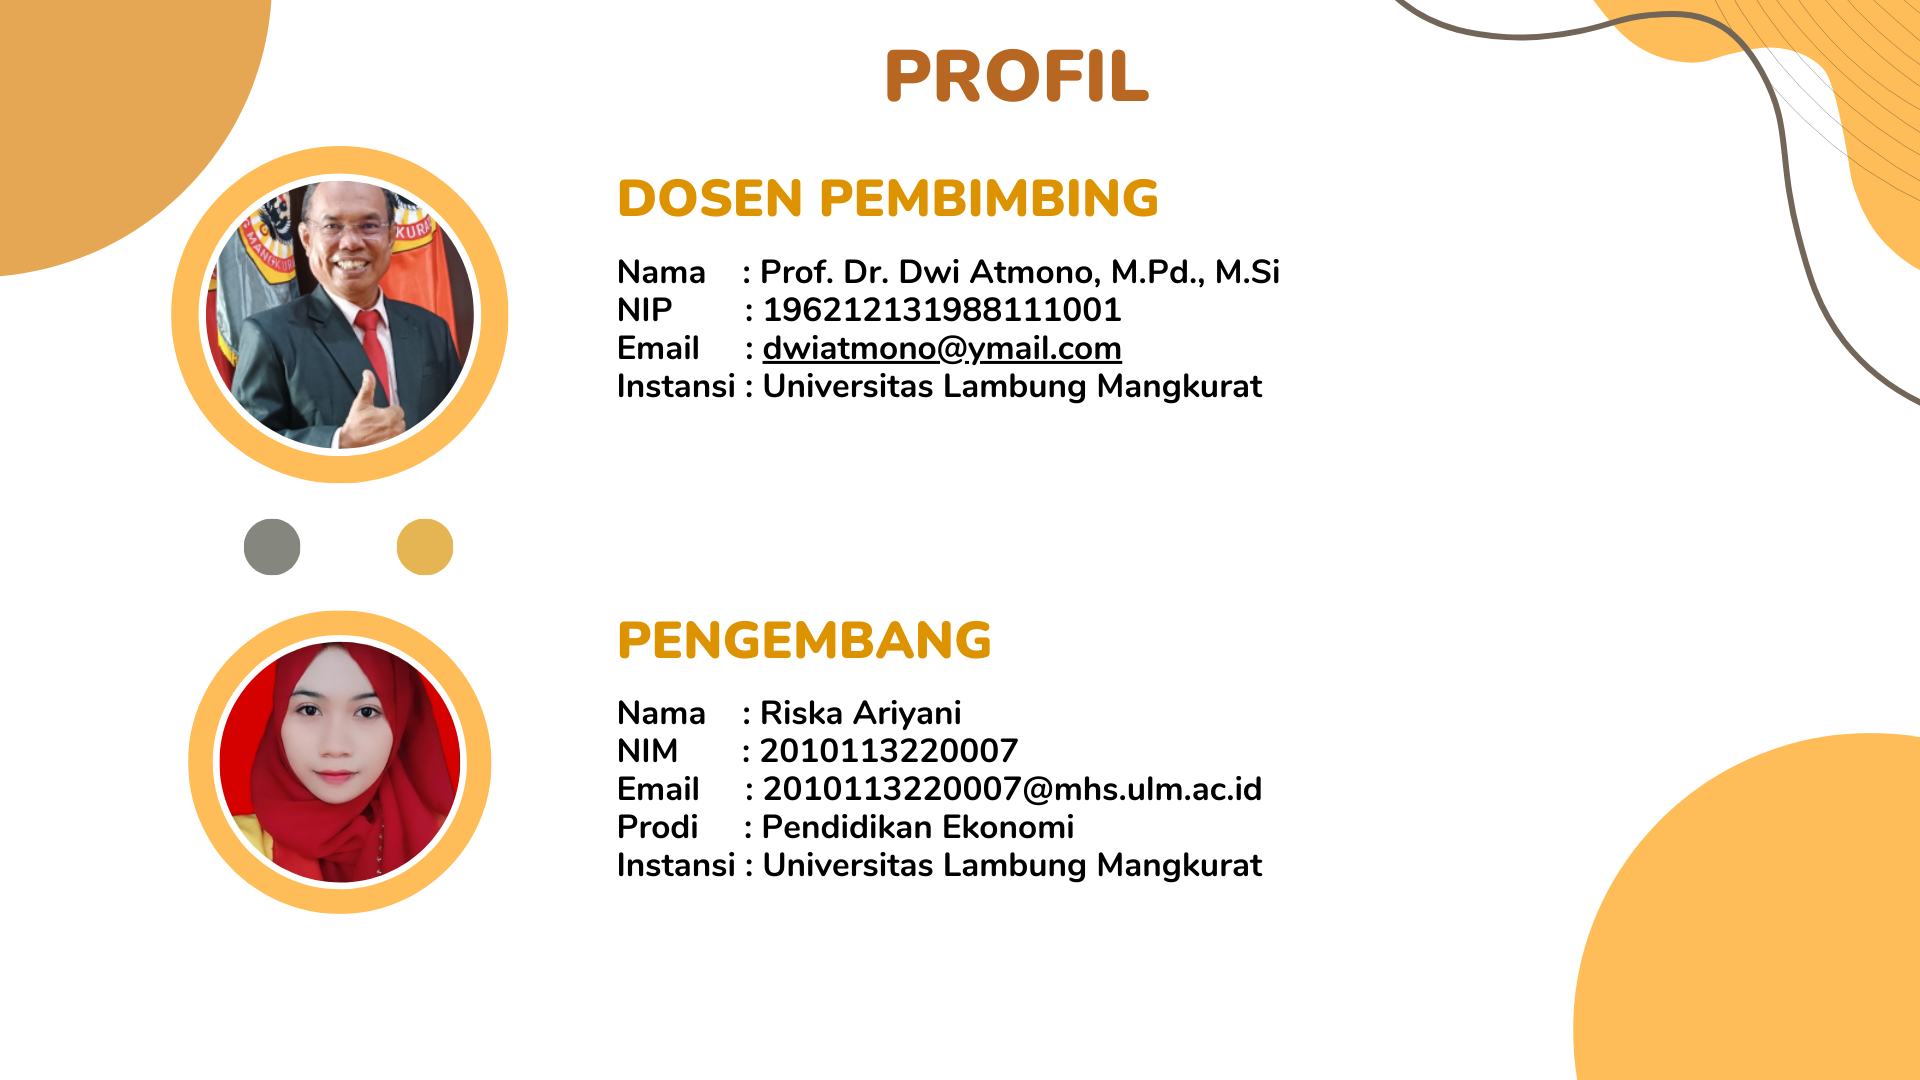 PROFIL
DOSEN PEMBIMBING
Nama : Prof. Dr. Dwi Atmono, M.Pd., M.Si
NIP : 196212131988111001
Email : dwiatmono@ymail.com
Instansi : Universitas Lambung Mangkurat
PENGEMBANG
Nama : Riska Ariyani
NIM : 2010113220007
Email : 2010113220007@mhs.ulm.ac.id
Prodi : Pendidikan Ekonomi
Instansi : Universitas Lambung Mangkurat